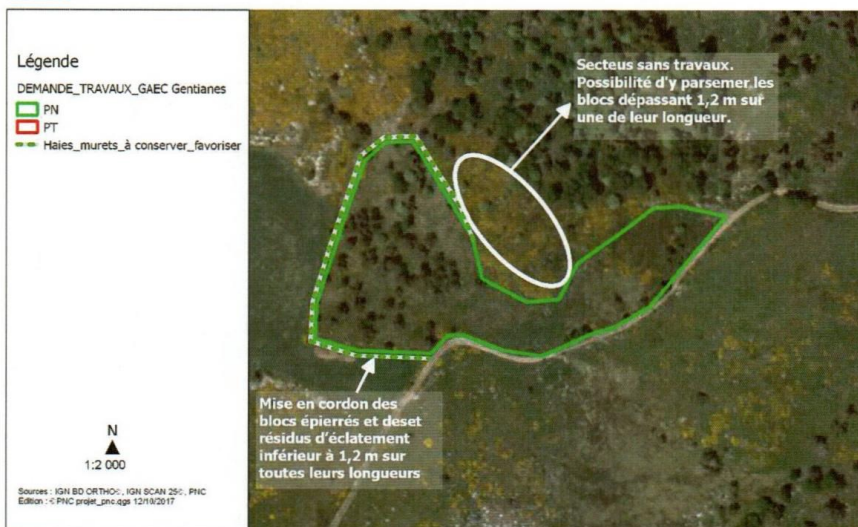 Légende
DEMANDE_TRAVAUX_GAEC Gentianes
PN
PT
Haies_murets_à conserver_favoriser
N
1:2 000
Sources : IGN BD ORTHO©, IGN SCAN 25©, PNC
Edition : © PNC projet_pnc.qgs 12/10/2017
Secteus sans travaux.
Possibilité d'y parsemer les
blocs dépassant 1,2 m sur
une de leur longueur.
Mise en cordon des
blocs épierrés et deset
résidus d'éclatement
inférieur à 1,2 m sur
toutes leurs longueurs